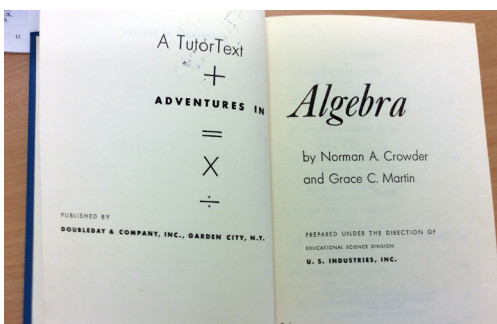 K.
11
A TutorText
+
ADVENTURES IN
=
×
÷
PUBLISHED BY
DOUBLEDAY & COMPANY, INC., GARDEN CITY, N.Y.
Algebra
by Norman A. Crowder
and Grace C. Martin
PREPARED UNDER THE DIRECTION OF
EDUCATIONAL SCIENCE DIVISION
U. S. INDUSTRIES, INC.